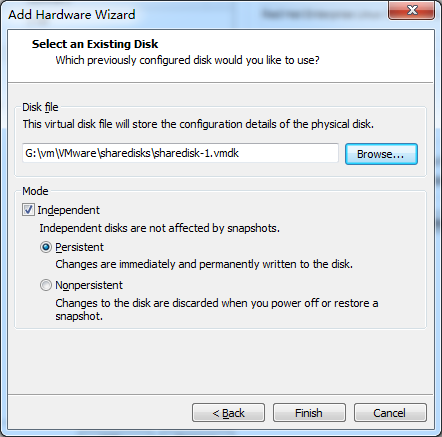 Add Hardware Wizard
Select an Existing Disk
Which previously configured disk would you like to use?
Disk file
This virtual disk file will store the configuration details of the physical disk.
G:\vm\VMware\sharedisks\sharedisk-1.vmdk
Browse...
Mode
Independent
Independent disks are not affected by snapshots.
Persistent
Changes are immediately and permanently written to the disk.
Nonpersistent
Changes to the disk are discarded when you power off or restore a
snapshot.
< Back
Finish
Cancel